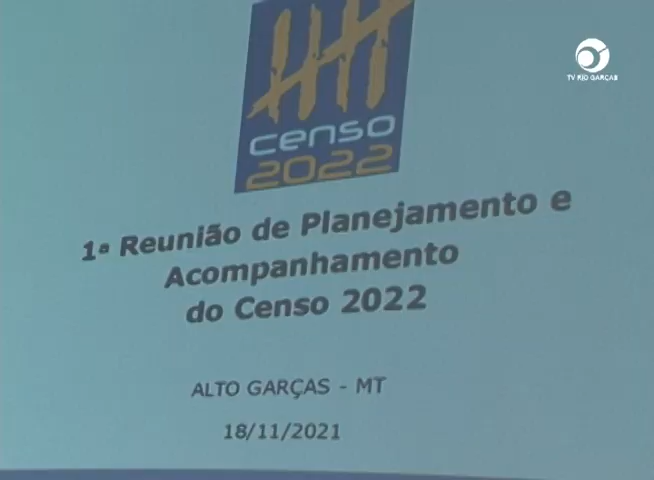 TV RIO GARÇAS
censo
2022
1ª Reunião de Planejamento e
Acompanhamento
do Censo 2022
ALTO GARÇAS - MT
18/11/2021